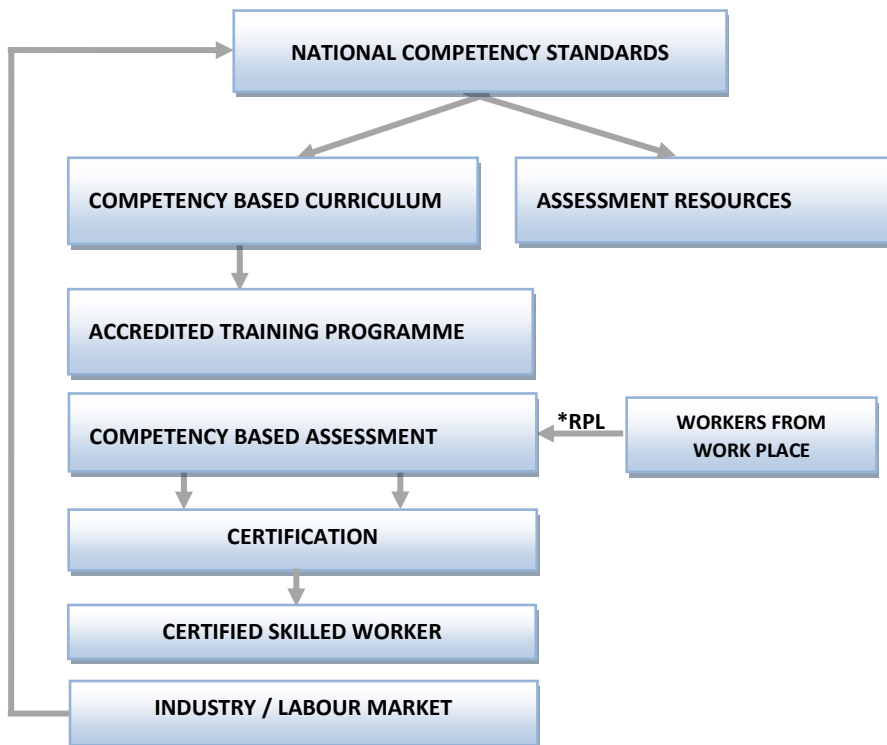 NATIONAL COMPETENCY STANDARDS
COMPETENCY BASED CURRICULUM
ASSESSMENT RESOURCES
ACCREDITED TRAINING PROGRAMME
COMPETENCY BASED ASSESSMENT
*RPL
WORKERS FROM
WORK PLACE
CERTIFICATION
CERTIFIED SKILLED WORKER
INDUSTRY / LABOUR MARKET